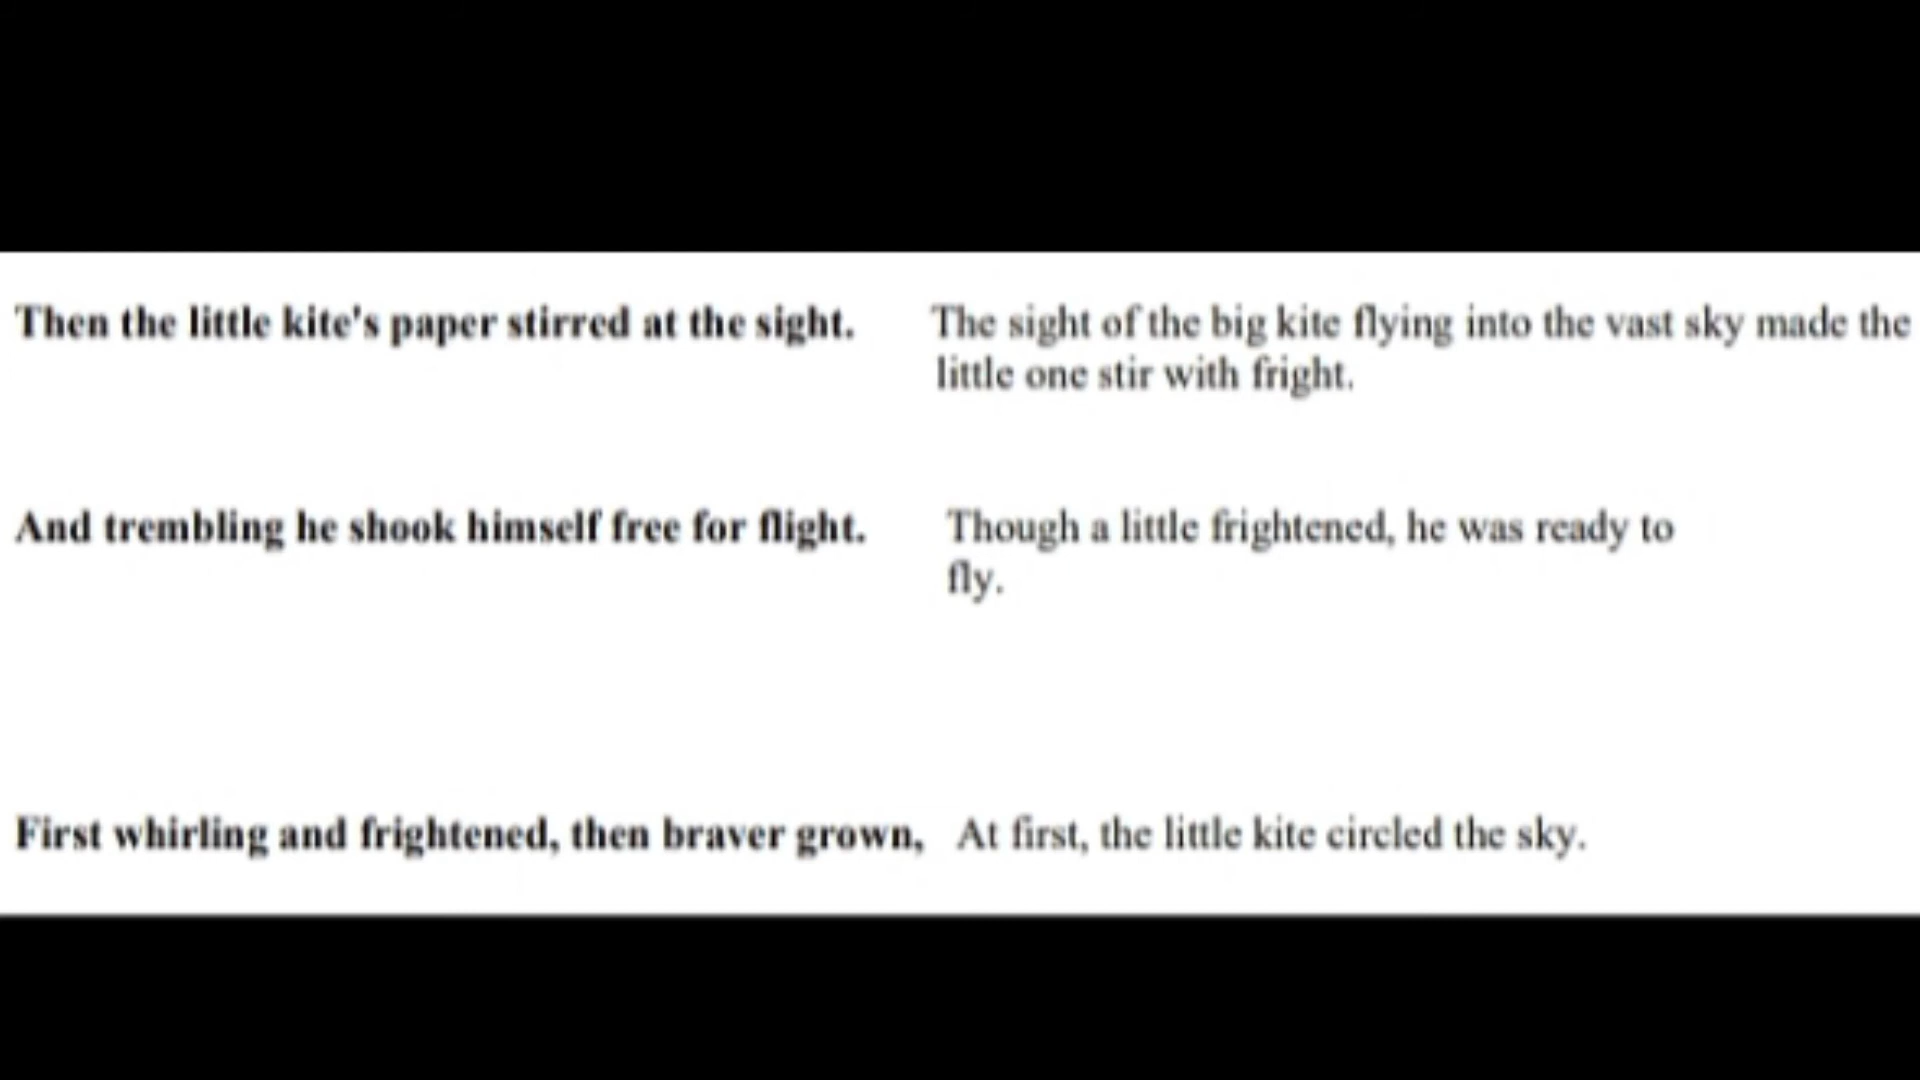 Then the little kite's paper stirred at the sight. The sight of the big kite flying into the vast sky made the
little one stir with fright.
And trembling he shook himself free for flight. Though a little frightened, he was ready to
fly.
First whirling and frightened, then braver grown, At first, the little kite circled the sky.